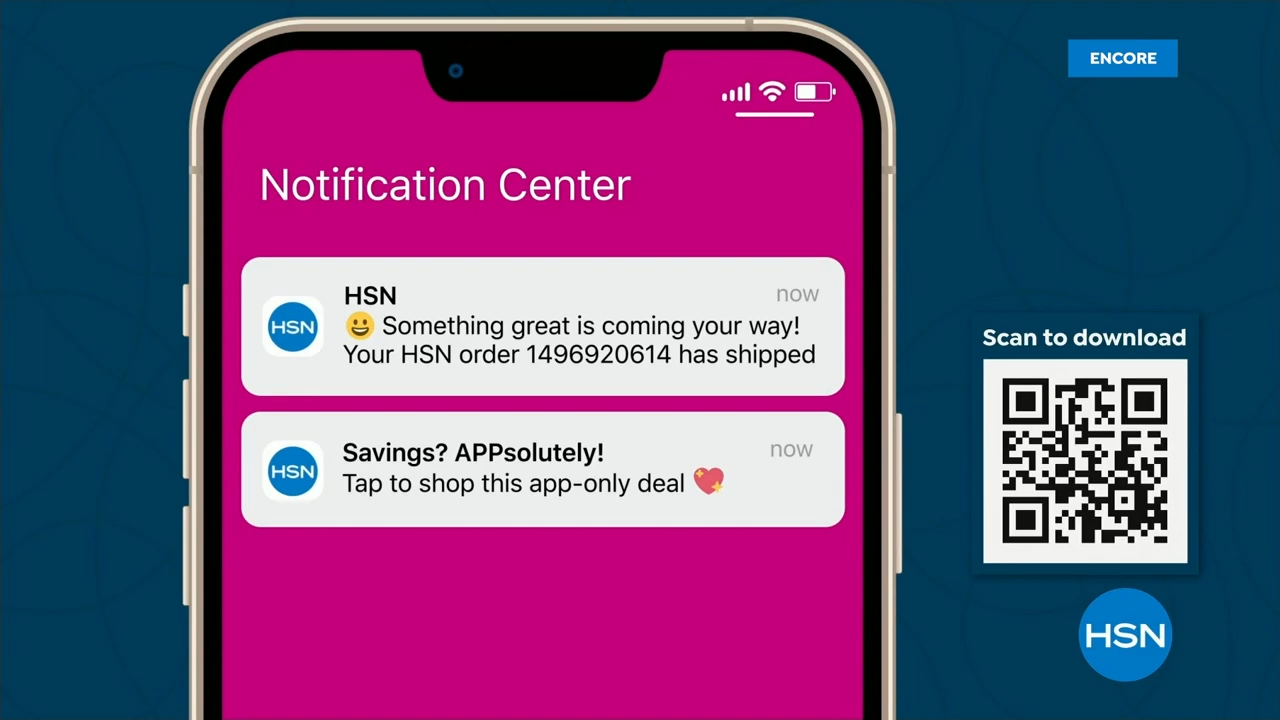 ENCORE
Notification Center
HSN now
HSN
😀 Something great is coming your way!
Your HSN order 1496920614 has shipped
Savings? APPsolutely! now
HSN
Tap to shop this app-only deal 💖
Scan to download
HSN